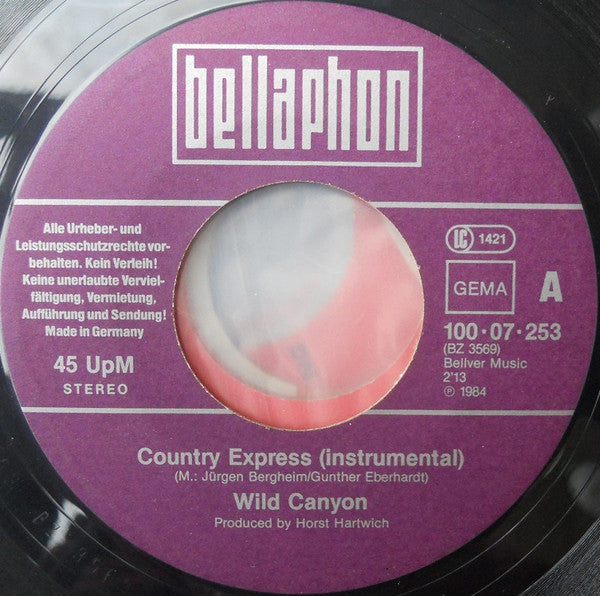 bellaphon
Alle Urheber- und
Leistungsschutzrechte vor-
behalten. Kein Verleih!
Keine unerlaubte Verviel-
fältigung, Vermietung,
Aufführung und Sendung!
Made in Germany
45 UpM
STEREO
LC 1421
GEMA A
100·07·253
(BZ 3569)
Bellver Music
2'13
℗ 1984
Country Express (instrumental)
(M.: Jürgen Bergheim/Gunther Eberhardt)
Wild Canyon
Produced by Horst Hartwich